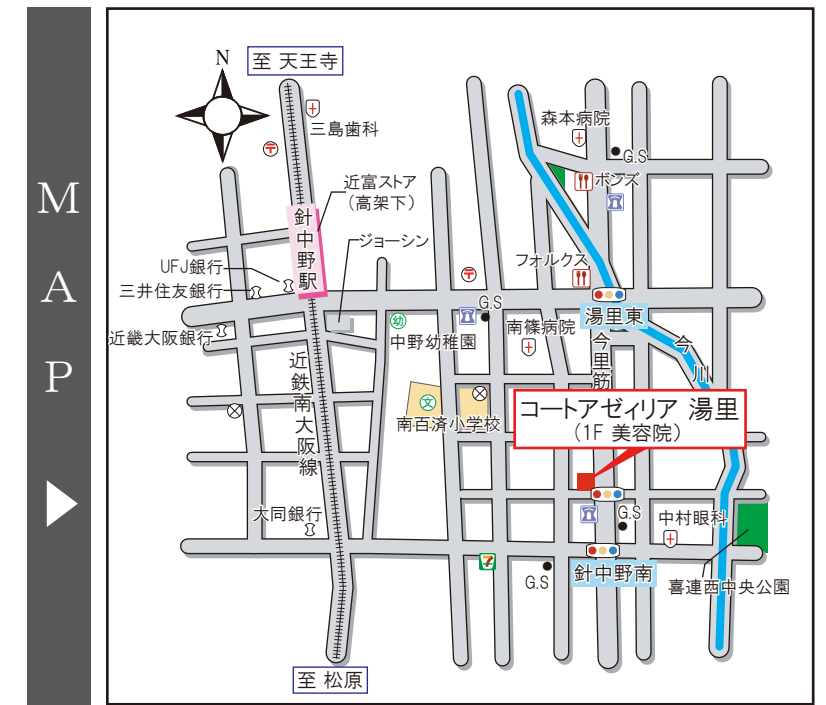 MAP
N
至 天王寺
三島歯科
森本病院
G.S
ボンズ
近富ストア
（高架下）
針中野駅
ジョーシン
UFJ銀行
三井住友銀行
フォルクス
湯里東
近畿大阪銀行
幼
中野幼稚園
G.S
南篠病院
今里筋
今川
近鉄南大阪線
文
南百済小学校
コートアゼィリア 湯里
（1F 美容院）
大同銀行
G.S
中村眼科
7
G.S
針中野南
喜連西中央公園
至 松原